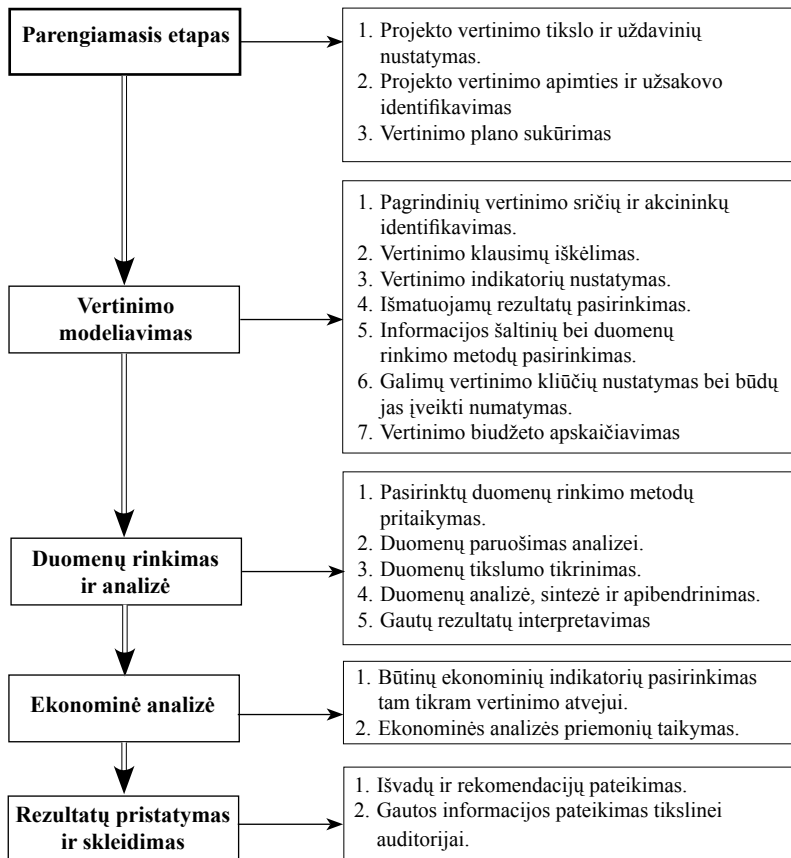 Parengiamasis etapas
1. Projekto vertinimo tikslo ir uždavinių
nustatymas.
2. Projekto vertinimo apimties ir užsakovo
identifikavimas
3. Vertinimo plano sukūrimas
Vertinimo
modeliavimas
1. Pagrindinių vertinimo sričių ir akcininkų
identifikavimas.
2. Vertinimo klausimų iškėlimas.
3. Vertinimo indikatorių nustatymas.
4. Išmatuojamų rezultatų pasirinkimas.
5. Informacijos šaltinių bei duomenų
rinkimo metodų pasirinkimas.
6. Galimų vertinimo kliūčių nustatymas bei būdų
jas įveikti numatymas.
7. Vertinimo biudžeto apskaičiavimas
Duomenų rinkimas
ir analizė
1. Pasirinktų duomenų rinkimo metodų
pritaikymas.
2. Duomenų paruošimas analizei.
3. Duomenų tikslumo tikrinimas.
4. Duomenų analizė, sintezė ir apibendrinimas.
5. Gautų rezultatų interpretavimas
Ekonominė analizė
1. Būtinų ekonominių indikatorių pasirinkimas
tam tikram vertinimo atvejui.
2. Ekonominės analizės priemonių taikymas.
Rezultatų pristatymas
ir skleidimas
1. Išvadų ir rekomendacijų pateikimas.
2. Gautos informacijos pateikimas tikslinei
auditorijai.